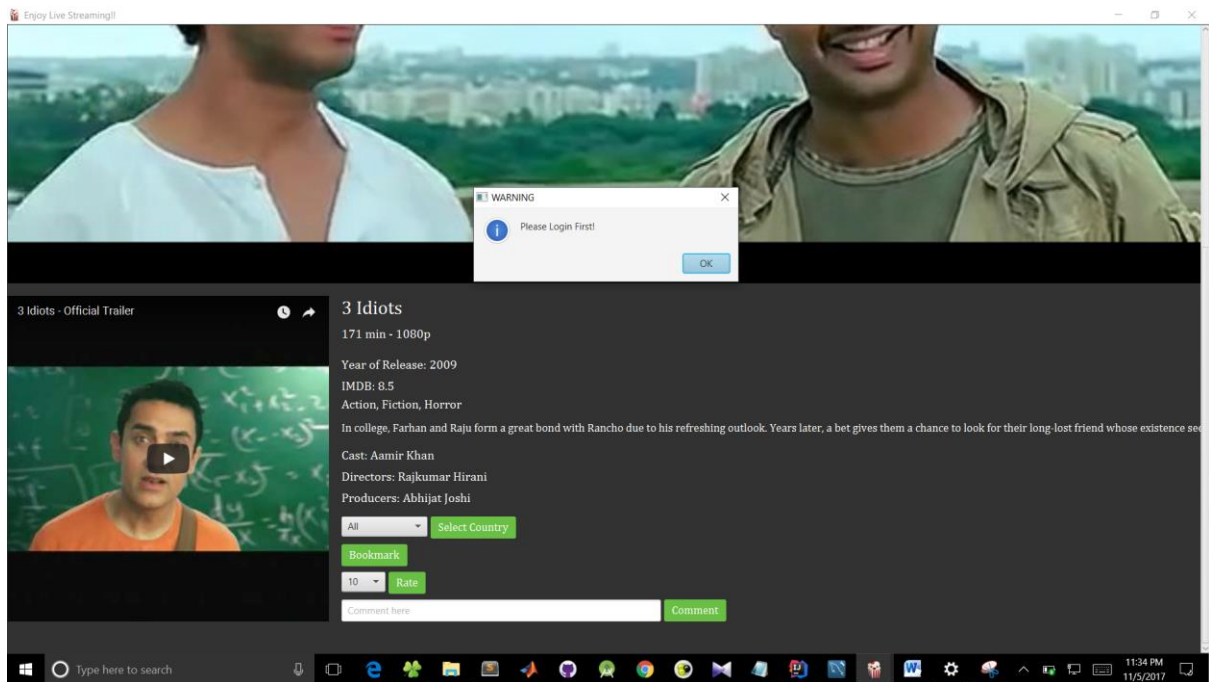 Enjoy Live Streaming!!
WARNING
Please Login First!
OK
3 Idiots - Official Trailer
3 Idiots
171 min - 1080p
Year of Release: 2009
IMDB: 8.5
Action, Fiction, Horror
In college, Farhan and Raju form a great bond with Rancho due to his refreshing outlook. Years later, a bet gives them a chance to look for their long-lost friend whose existence see
Cast: Aamir Khan
Directors: Rajkumar Hirani
Producers: Abhijat Joshi
All Select Country
Bookmark
10 Rate
Comment here Comment
Type here to search
11:34 PM
11/5/2017